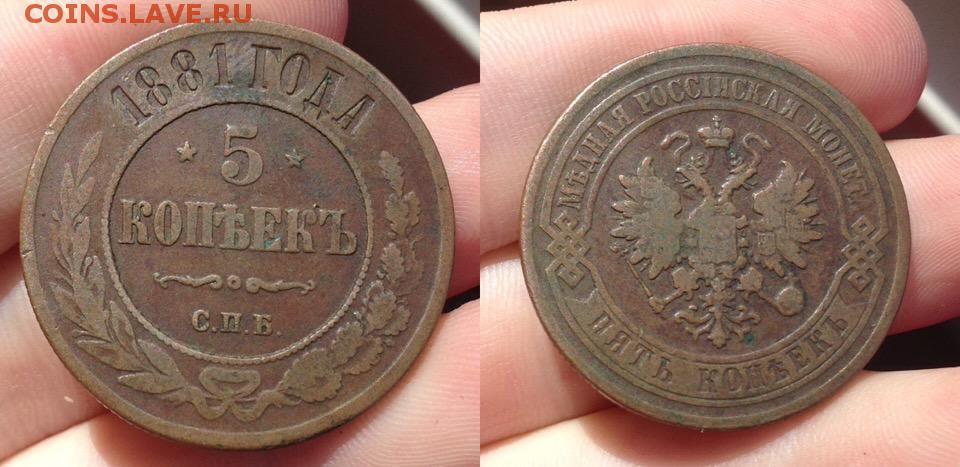 COINS.LAVE.RU
1881 ГОДА
5
КОПѢЕКЪ
С.П.Б.
МѢДНАЯ РОССІЙСКАЯ МОНЕТА
ПЯТЬ КОПѢЕКЪ